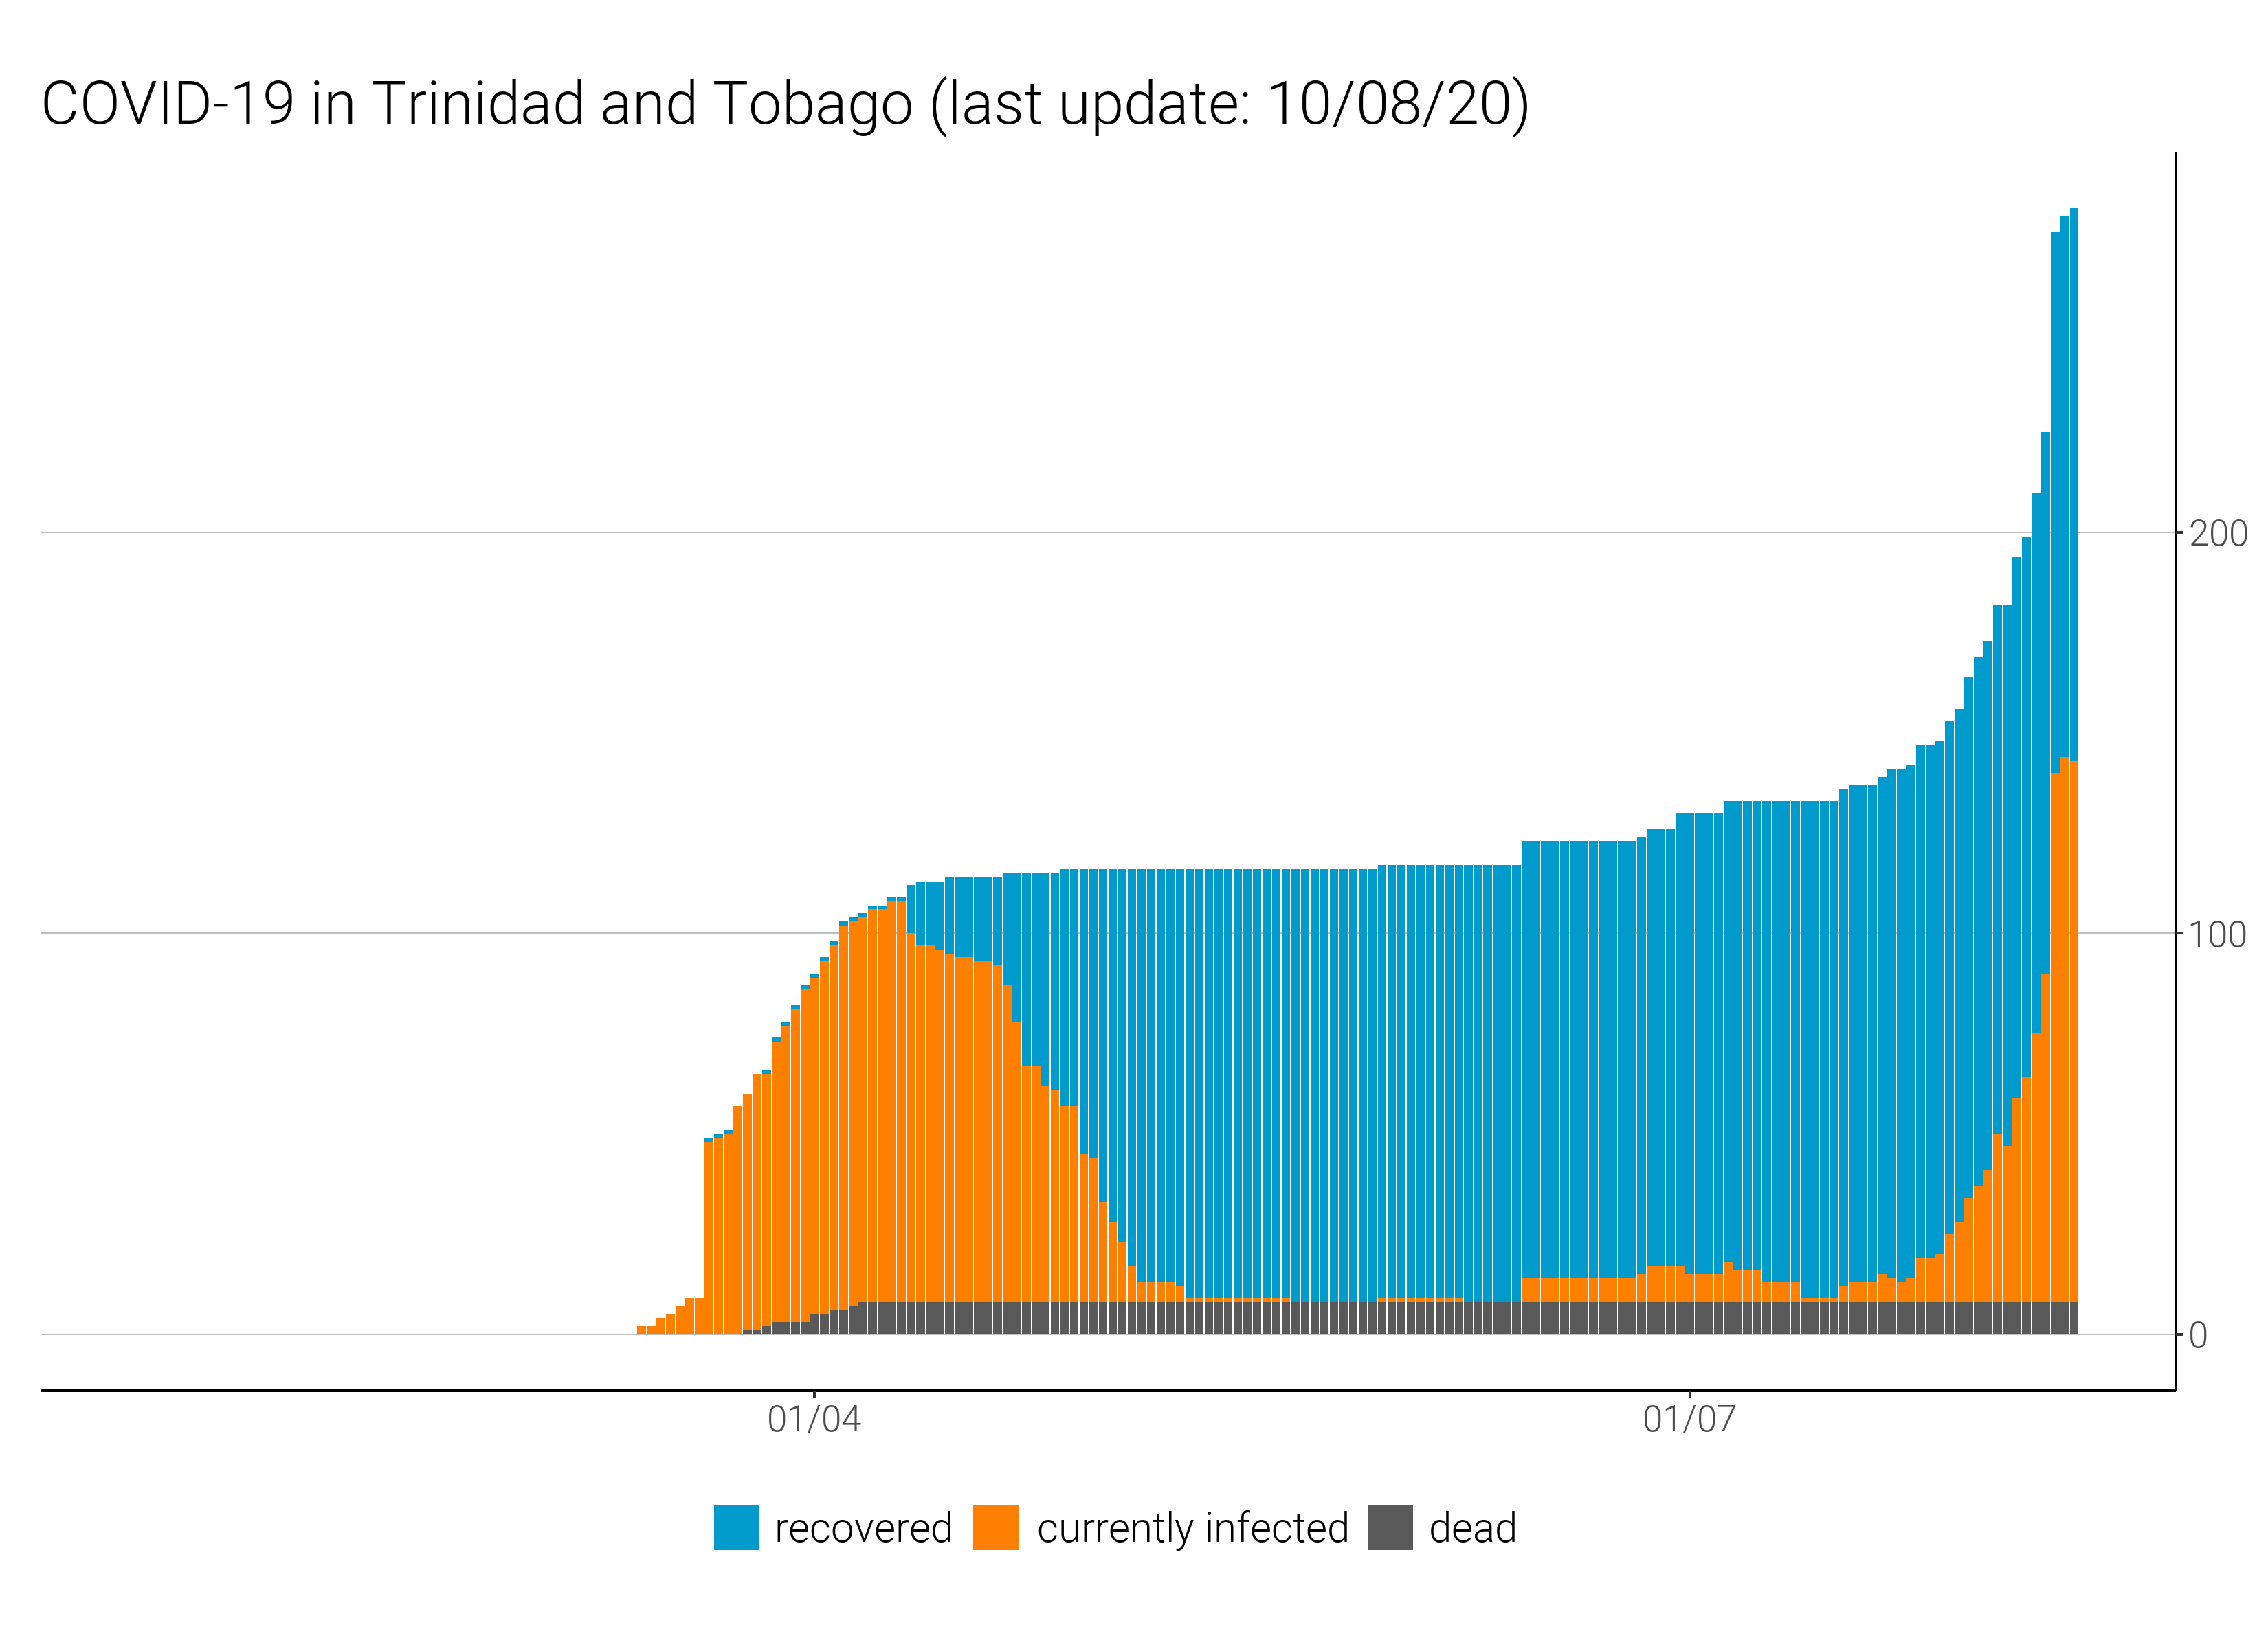 COVID-19 in Trinidad and Tobago (last update: 10/08/20)
200
100
0
01/04 01/07
recovered currently infected dead